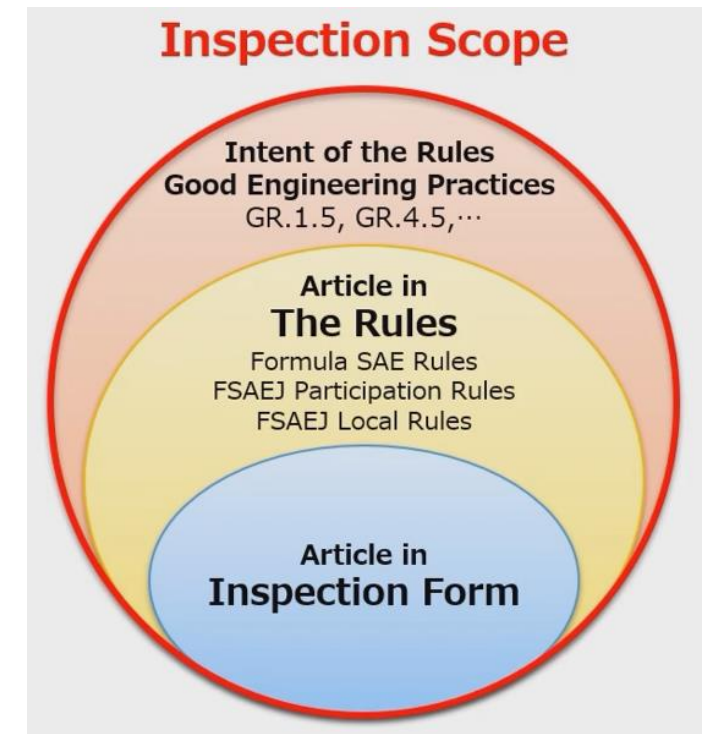 Inspection Scope
Intent of the Rules
Good Engineering Practices
GR.1.5, GR.4.5,⋯
Article in
The Rules
Formula SAE Rules
FSAEJ Participation Rules
FSAEJ Local Rules
Article in
Inspection Form